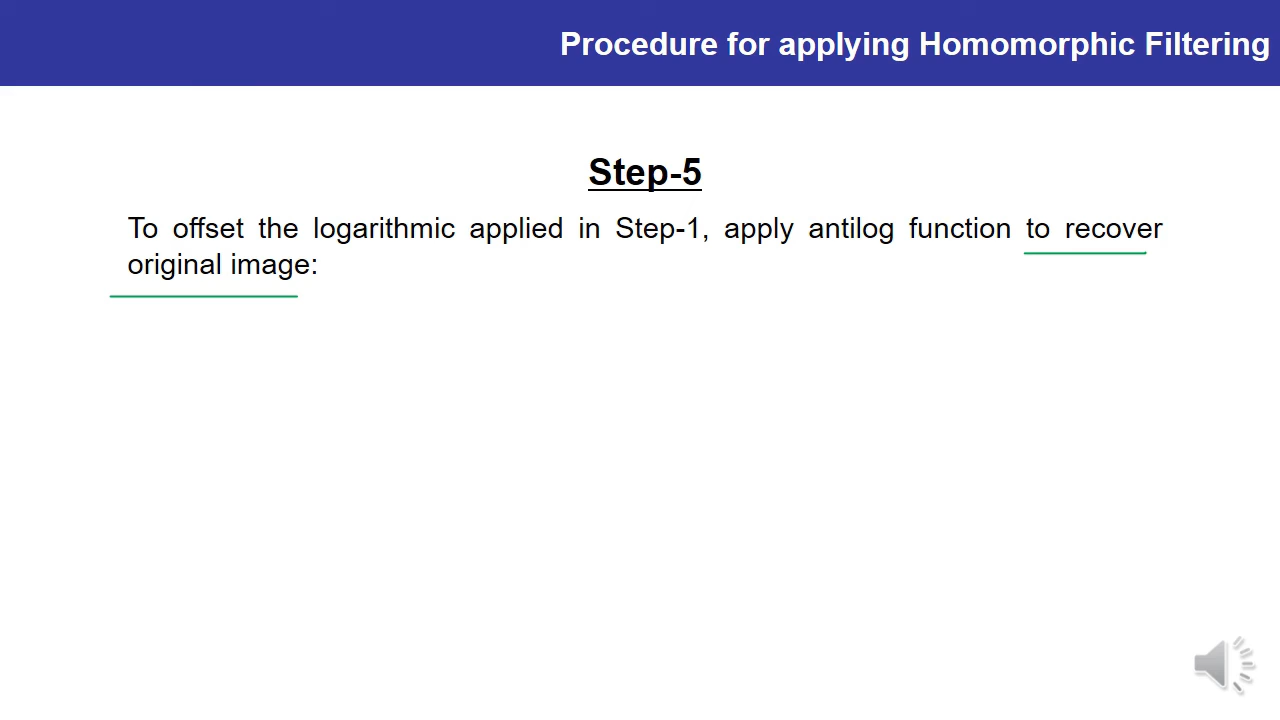 Procedure for applying Homomorphic Filtering
Step-5
To offset the logarithmic applied in Step-1, apply antilog function to recover
original image: